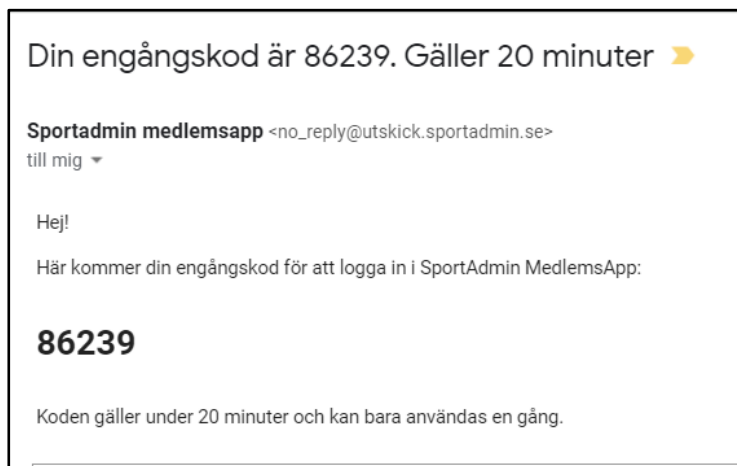 Din engångskod är 86239. Gäller 20 minuter
Sportadmin medlemsapp <no_reply@utskick.sportadmin.se>
till mig
Hej!
Här kommer din engångskod för att logga in i SportAdmin MedlemsApp:
86239
Koden gäller under 20 minuter och kan bara användas en gång.